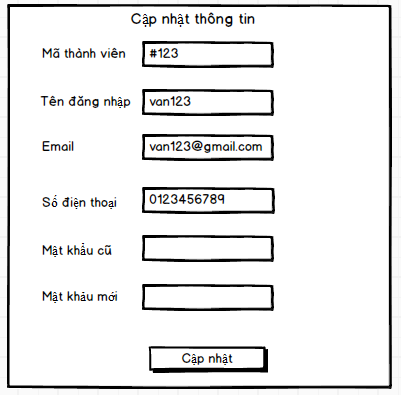 Cập nhật thông tin
Mã thành viên #123
Tên đăng nhập van123
Email van123@gmail.com
Số điện thoại 0123456789
Mật khẩu cũ
Mật khẩu mới
Cập nhật